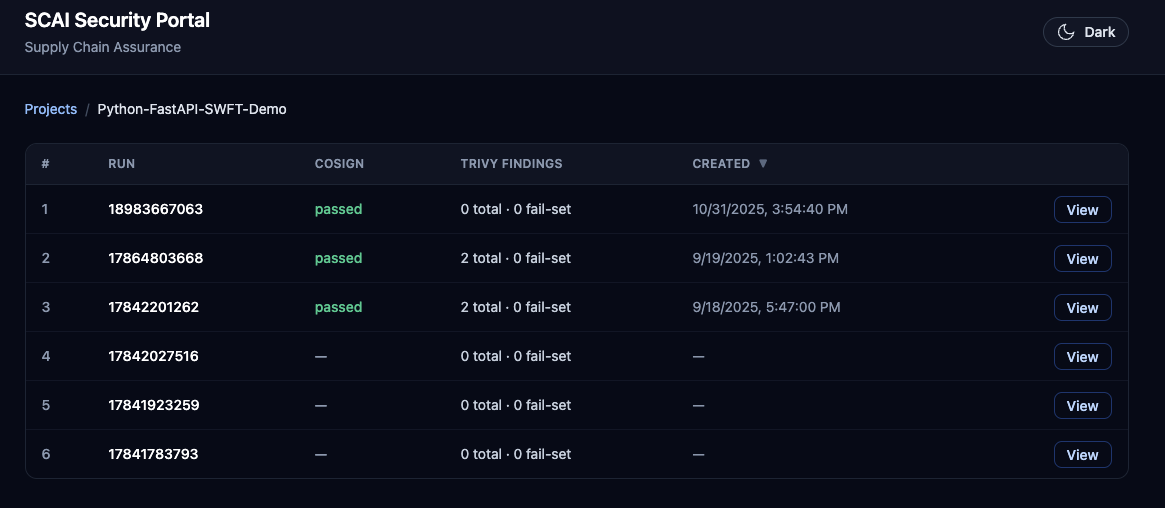 SCAI Security Portal
Supply Chain Assurance
Dark
Projects / Python-FastAPI-SWFT-Demo
# RUN COSIGN TRIVY FINDINGS CREATED ▼
1 18983667063 passed 0 total · 0 fail-set 10/31/2025, 3:54:40 PM View
2 17864803668 passed 2 total · 0 fail-set 9/19/2025, 1:02:43 PM View
3 17842201262 passed 2 total · 0 fail-set 9/18/2025, 5:47:00 PM View
4 17842027516 — 0 total · 0 fail-set — View
5 17841923259 — 0 total · 0 fail-set — View
6 17841783793 — 0 total · 0 fail-set — View